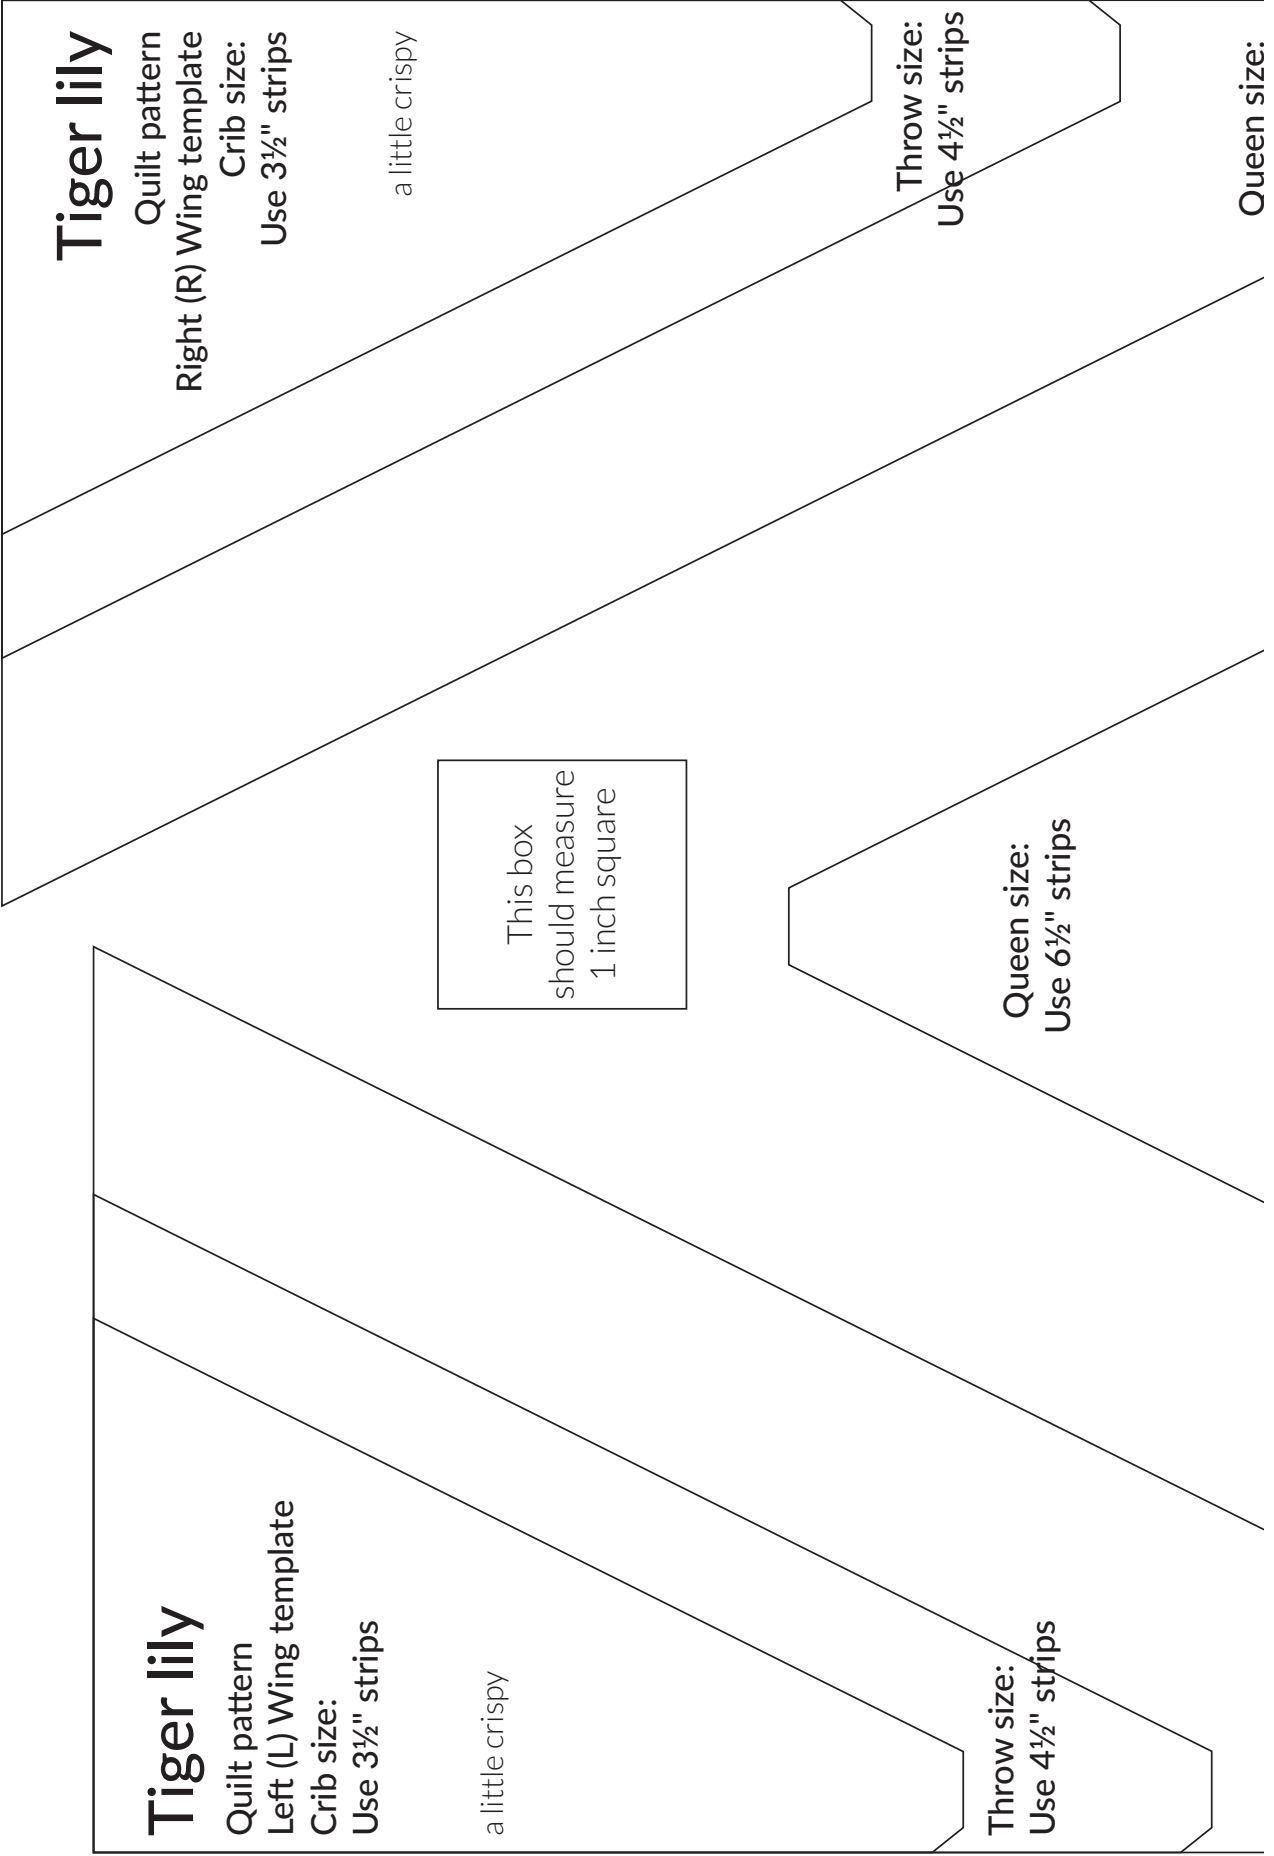 Tiger lily
Quilt pattern
Left (L) Wing template
Crib size:
Use 3½" strips
a little crispy
Throw size:
Use 4½" strips
This box
should measure
1 inch square
Queen size:
Use 6½" strips
Tiger lily
Quilt pattern
Right (R) Wing template
Crib size:
Use 3½" strips
a little crispy
Throw size:
Use 4½" strips
Queen size: